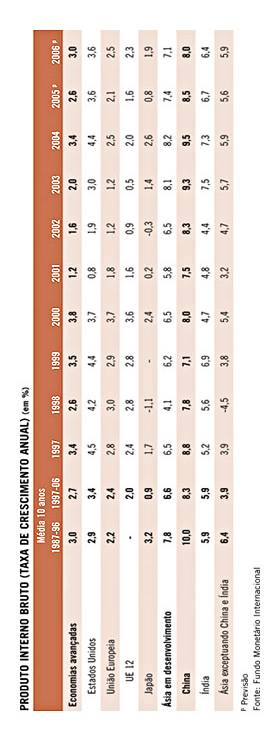 PRODUTO INTERNO BRUTO (TAXA DE CRESCIMENTO ANUAL) (em %)
Média 10 anos
1987-96 1997-06 1997 1998 1999 2000 2001 2002 2003 2004 2005 P 2006 P
Economias avançadas 3,0 2,7 3,4 2,6 3,5 3,8 1,2 1,6 2,0 3,4 2,6 3,0
Estados Unidos 2,9 3,4 4,5 4,2 4,4 3,7 0,8 1,9 3,0 4,4 3,6 3,6
União Europeia 2,2 2,4 2,8 3,0 2,9 3,7 1,8 1,2 1,2 2,5 2,1 2,5
UE 12 - 2,0 2,4 2,8 2,8 3,6 1,6 0,9 0,5 2,0 1,6 2,3
Japão 3,2 0,9 1,7 -1,1 - 2,4 0,2 -0,3 1,4 2,6 0,8 1,9
Ásia em desenvolvimento 7,8 6,6 6,5 4,1 6,2 6,5 5,8 6,5 8,1 8,2 7,4 7,1
China 10,0 8,3 8,8 7,8 7,1 8,0 7,5 8,3 9,3 9,5 8,5 8,0
Índia 5,9 5,9 5,2 5,6 6,9 4,7 4,8 4,4 7,5 7,3 6,7 6,4
Ásia exceptuando China e Índia 6,4 3,9 3,9 -4,5 3,8 5,4 3,2 4,7 5,7 5,9 5,6 5,9
P Previsão
Fonte: Fundo Monetário Internacional